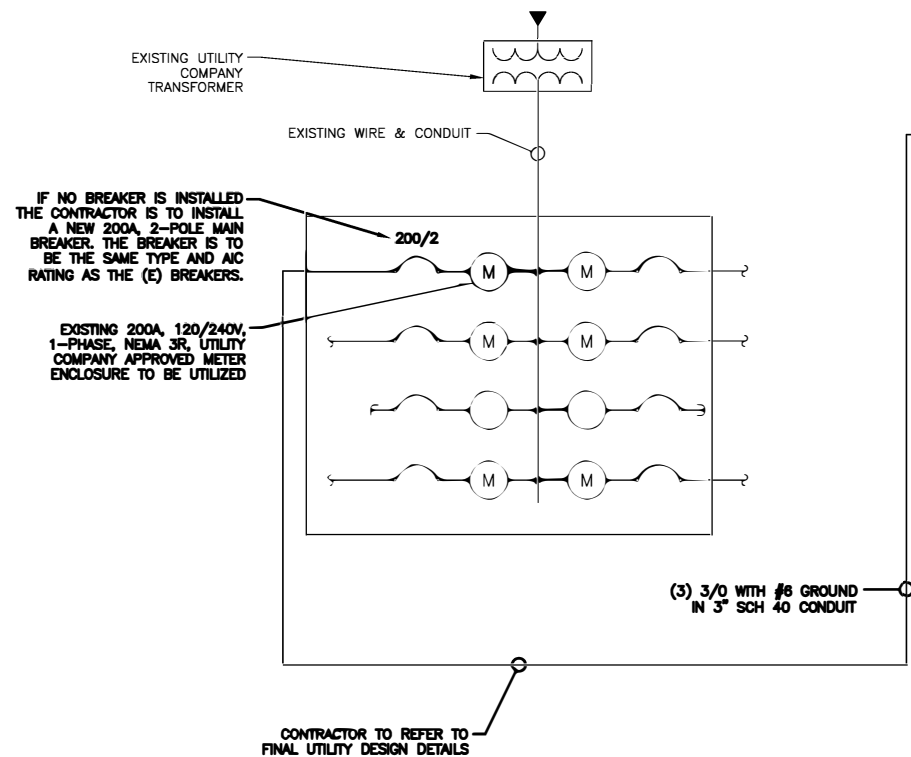 EXISTING UTILITY
COMPANY
TRANSFORMER
EXISTING WIRE & CONDUIT
IF NO BREAKER IS INSTALLED
THE CONTRACTOR IS TO INSTALL
A NEW 200A, 2-POLE MAIN
BREAKER. THE BREAKER IS TO
BE THE SAME TYPE AND AIC
RATING AS THE (E) BREAKERS.
200/2
M M
EXISTING 200A, 120/240V,
1-PHASE, NEMA 3R, UTILITY
COMPANY APPROVED METER
ENCLOSURE TO BE UTILIZED
M M
M M
(3) 3/0 WITH #6 GROUND
IN 3" SCH 40 CONDUIT
CONTRACTOR TO REFER TO
FINAL UTILITY DESIGN DETAILS